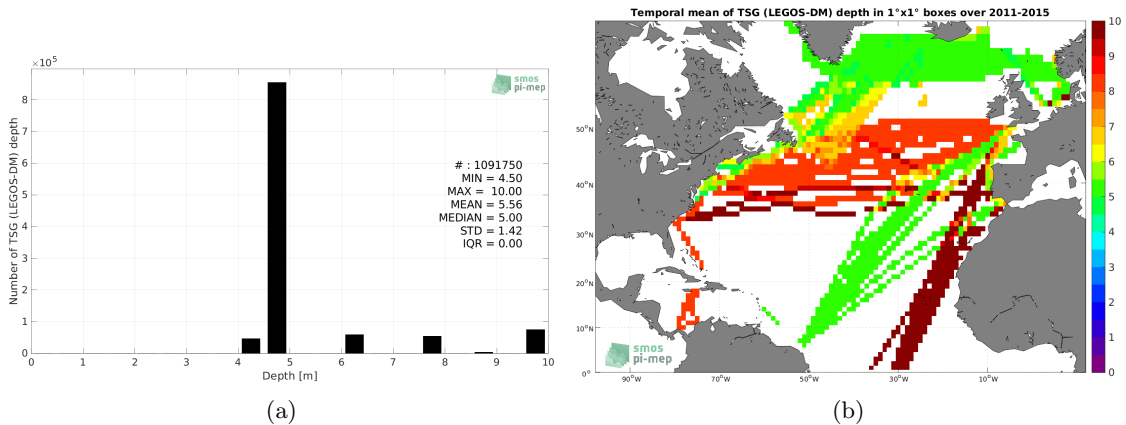 ×10⁵
9
8
7
6
5
4
3
2
1
0
Number of TSG (LEGOS-DM) depth
smos
pi-mep
# : 1091750
MIN = 4.50
MAX = 10.00
MEAN = 5.56
MEDIAN = 5.00
STD = 1.42
IQR = 0.00
0 1 2 3 4 5 6 7 8 9 10
Depth [m]
(a)
Temporal mean of TSG (LEGOS-DM) depth in 1°x1° boxes over 2011-2015
50°N
40°N
30°N
20°N
10°N
0°
90°W 70°W 50°W 30°W 10°W
smos
pi-mep
10
9
8
7
6
5
4
3
2
1
0
(b)